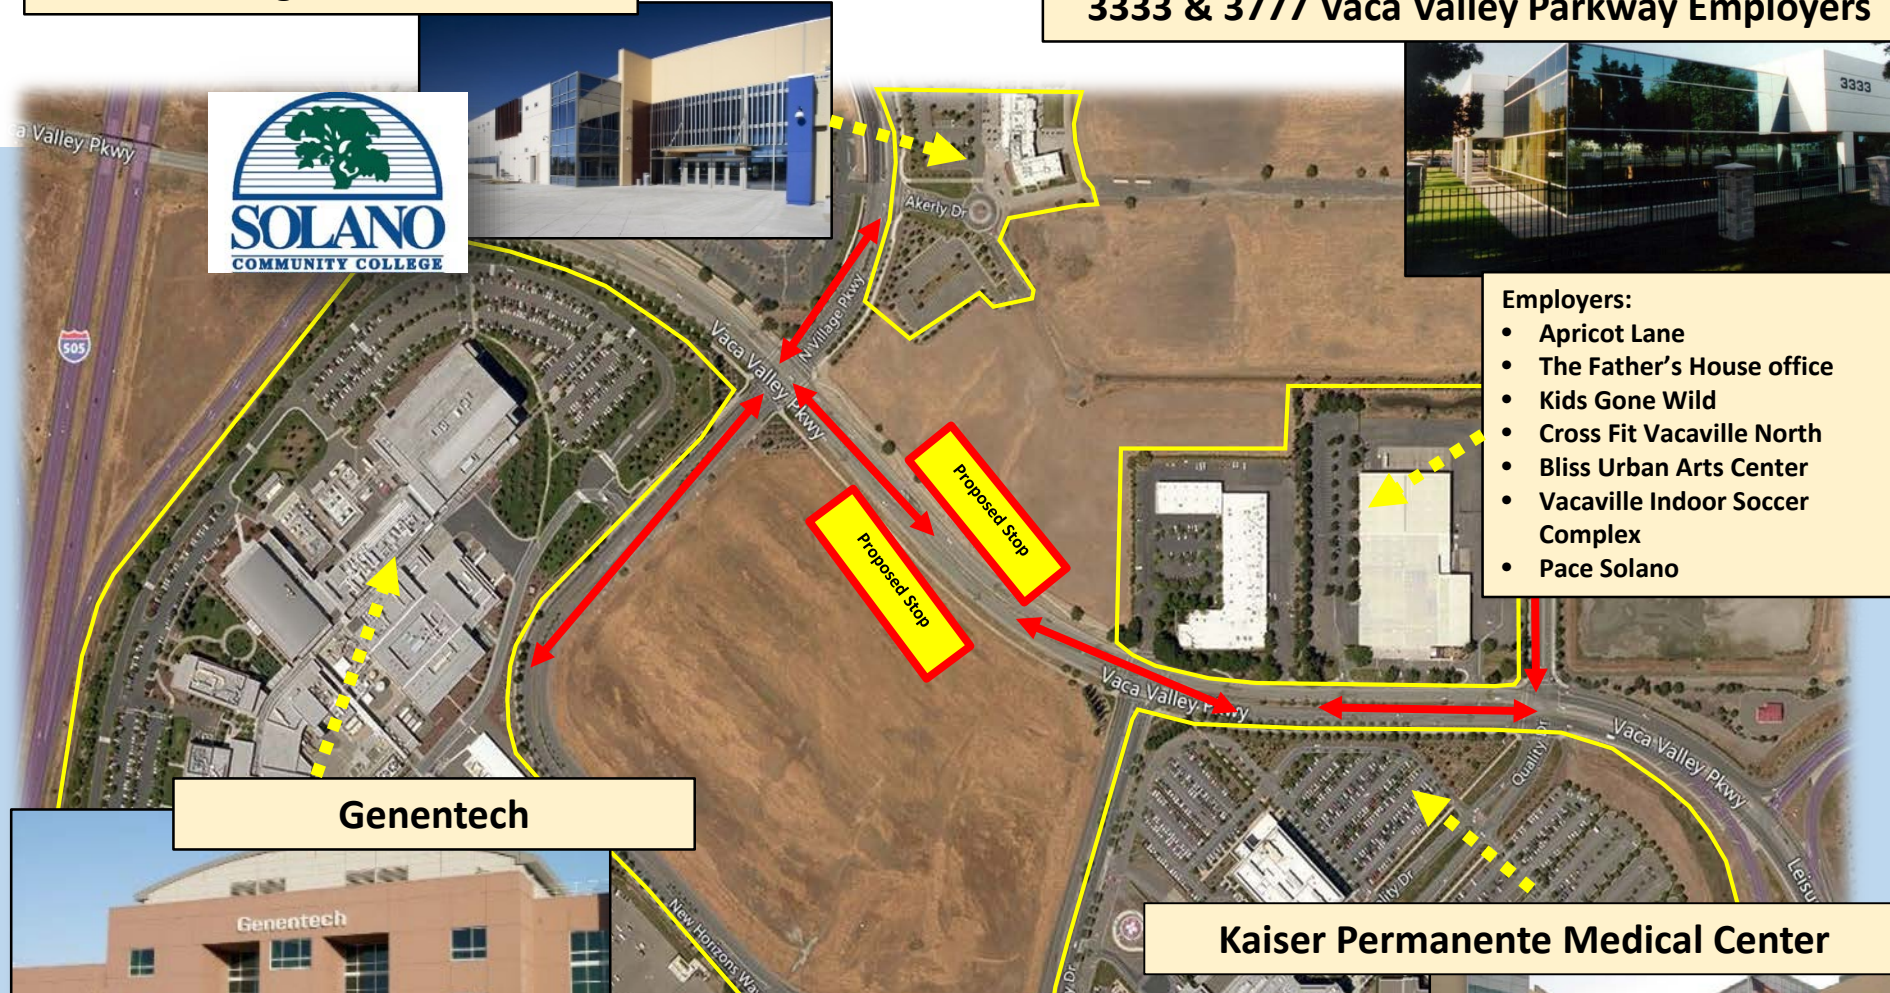 3333 & 3777 Vaca Valley Parkway Employers
3333
Valley Pkwy
SOLANO
COMMUNITY COLLEGE
Akerly Dr
N Village Pkwy
505
Vaca Valley Pkwy
Employers:
• Apricot Lane
• The Father's House office
• Kids Gone Wild
• Cross Fit Vacaville North
• Bliss Urban Arts Center
• Vacaville Indoor Soccer
Complex
• Pace Solano
Proposed Stop
Proposed Stop
Vaca Valley Pkwy
Quality Dr
Vaca Valley Pkwy
Genentech
Genentech
New Horizons Way
Dr
Dr
Kaiser Permanente Medical Center